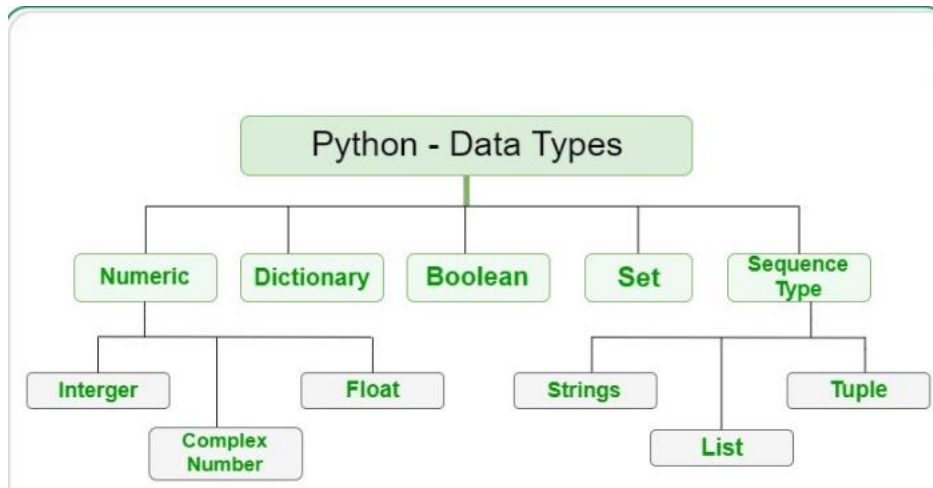 Python - Data Types
Numeric
Dictionary
Boolean
Set
Sequence
Type
Interger
Complex
Number
Float
Strings
List
Tuple